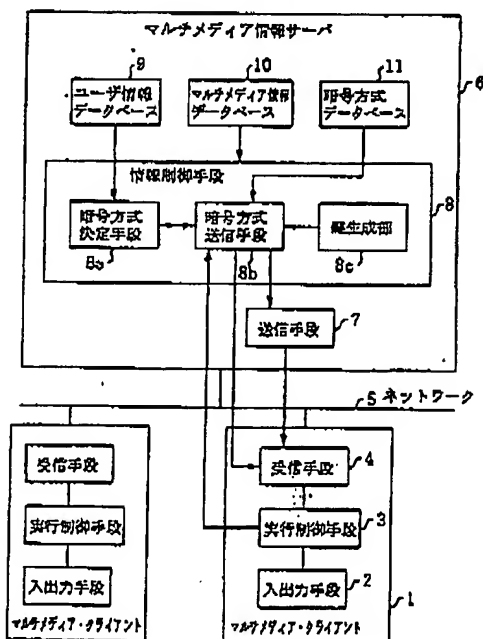 マルチメディア情報サーバ
9
10
11
6
ユーザ情報
データベース
マルチメディア情報
データベース
暗号方式
データベース
情報制御手段
8
暗号方式
決定手段
暗号方式
送信手段
鍵生成部
8a
8b
8c
送信手段
7
5 ネットワーク
受信手段
受信手段
4
実行制御手段
実行制御手段
3
入出力手段
入出力手段
2
1
マルチメディア・クライアント
マルチメディア・クライアント